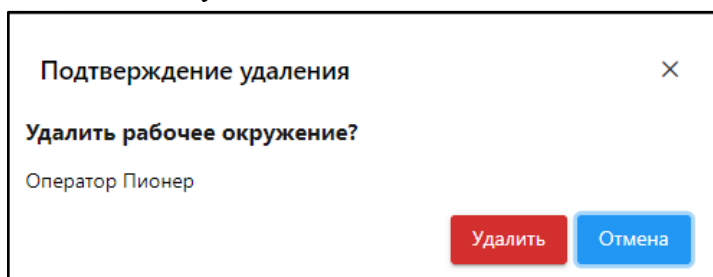 Подтверждение удаления
Удалить рабочее окружение?
Оператор Пионер
Удалить Отмена